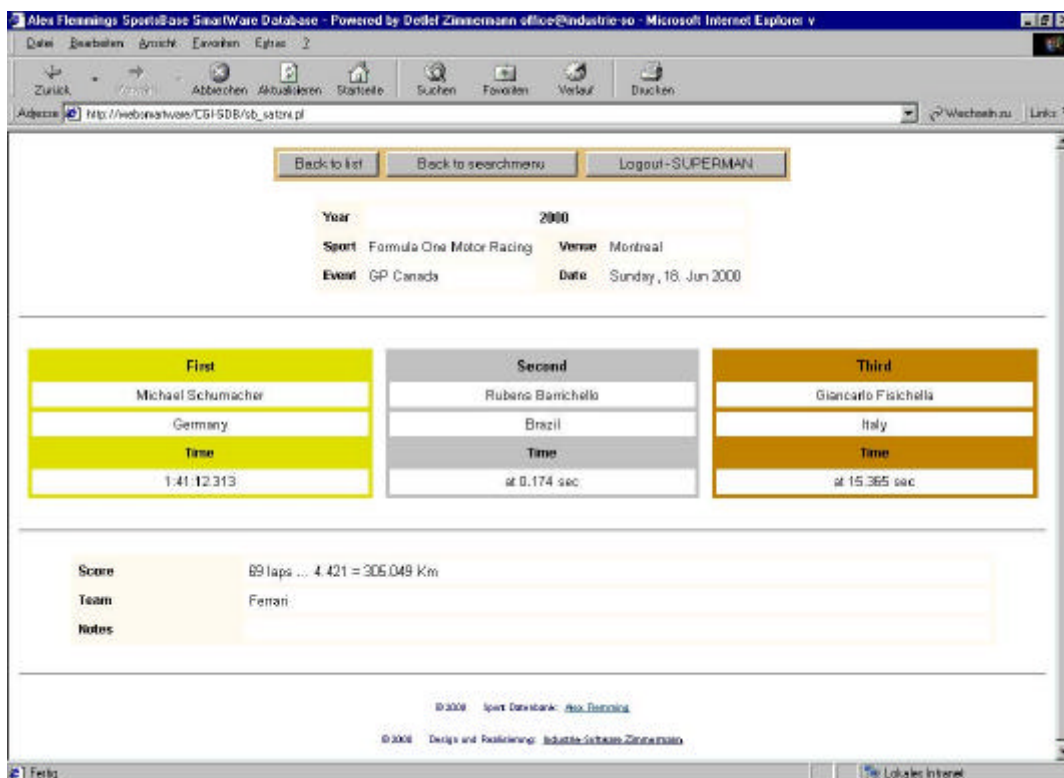 Alex Flemmings SportsBase SmartWare Database - Powered by Detlef Zimmermann office@industrie-so - Microsoft Internet Explorer v
Datei Bearbeiten Ansicht Favoriten Extras ?
Zurück Abbrechen Aktualisieren Startseite Suchen Favoriten Verlauf Drucken
Adresse http://websmartware/CGI-SDB/sb_satzre.pl Wechseln zu Links
Back to list Back to searchmenu Logout-SUPERMAN
Year 2000
Sport Formula One Motor Racing Venue Montreal
Event GP Canada Date Sunday, 18. Jun 2000
First Second Third
Michael Schumacher Rubens Barrichello Giancarlo Fisichella
Germany Brazil Italy
Time Time Time
1:41:12.313 at 0.174 sec at 15.365 sec
Score 69 laps ... 4.421 = 305.049 Km
Team Ferrari
Notes
© 2000 Sport Datenbank: Alex Flemming
© 2000 Design und Realisierung: Industrie-Software Zimmermann
Fertig Lokales Intranet